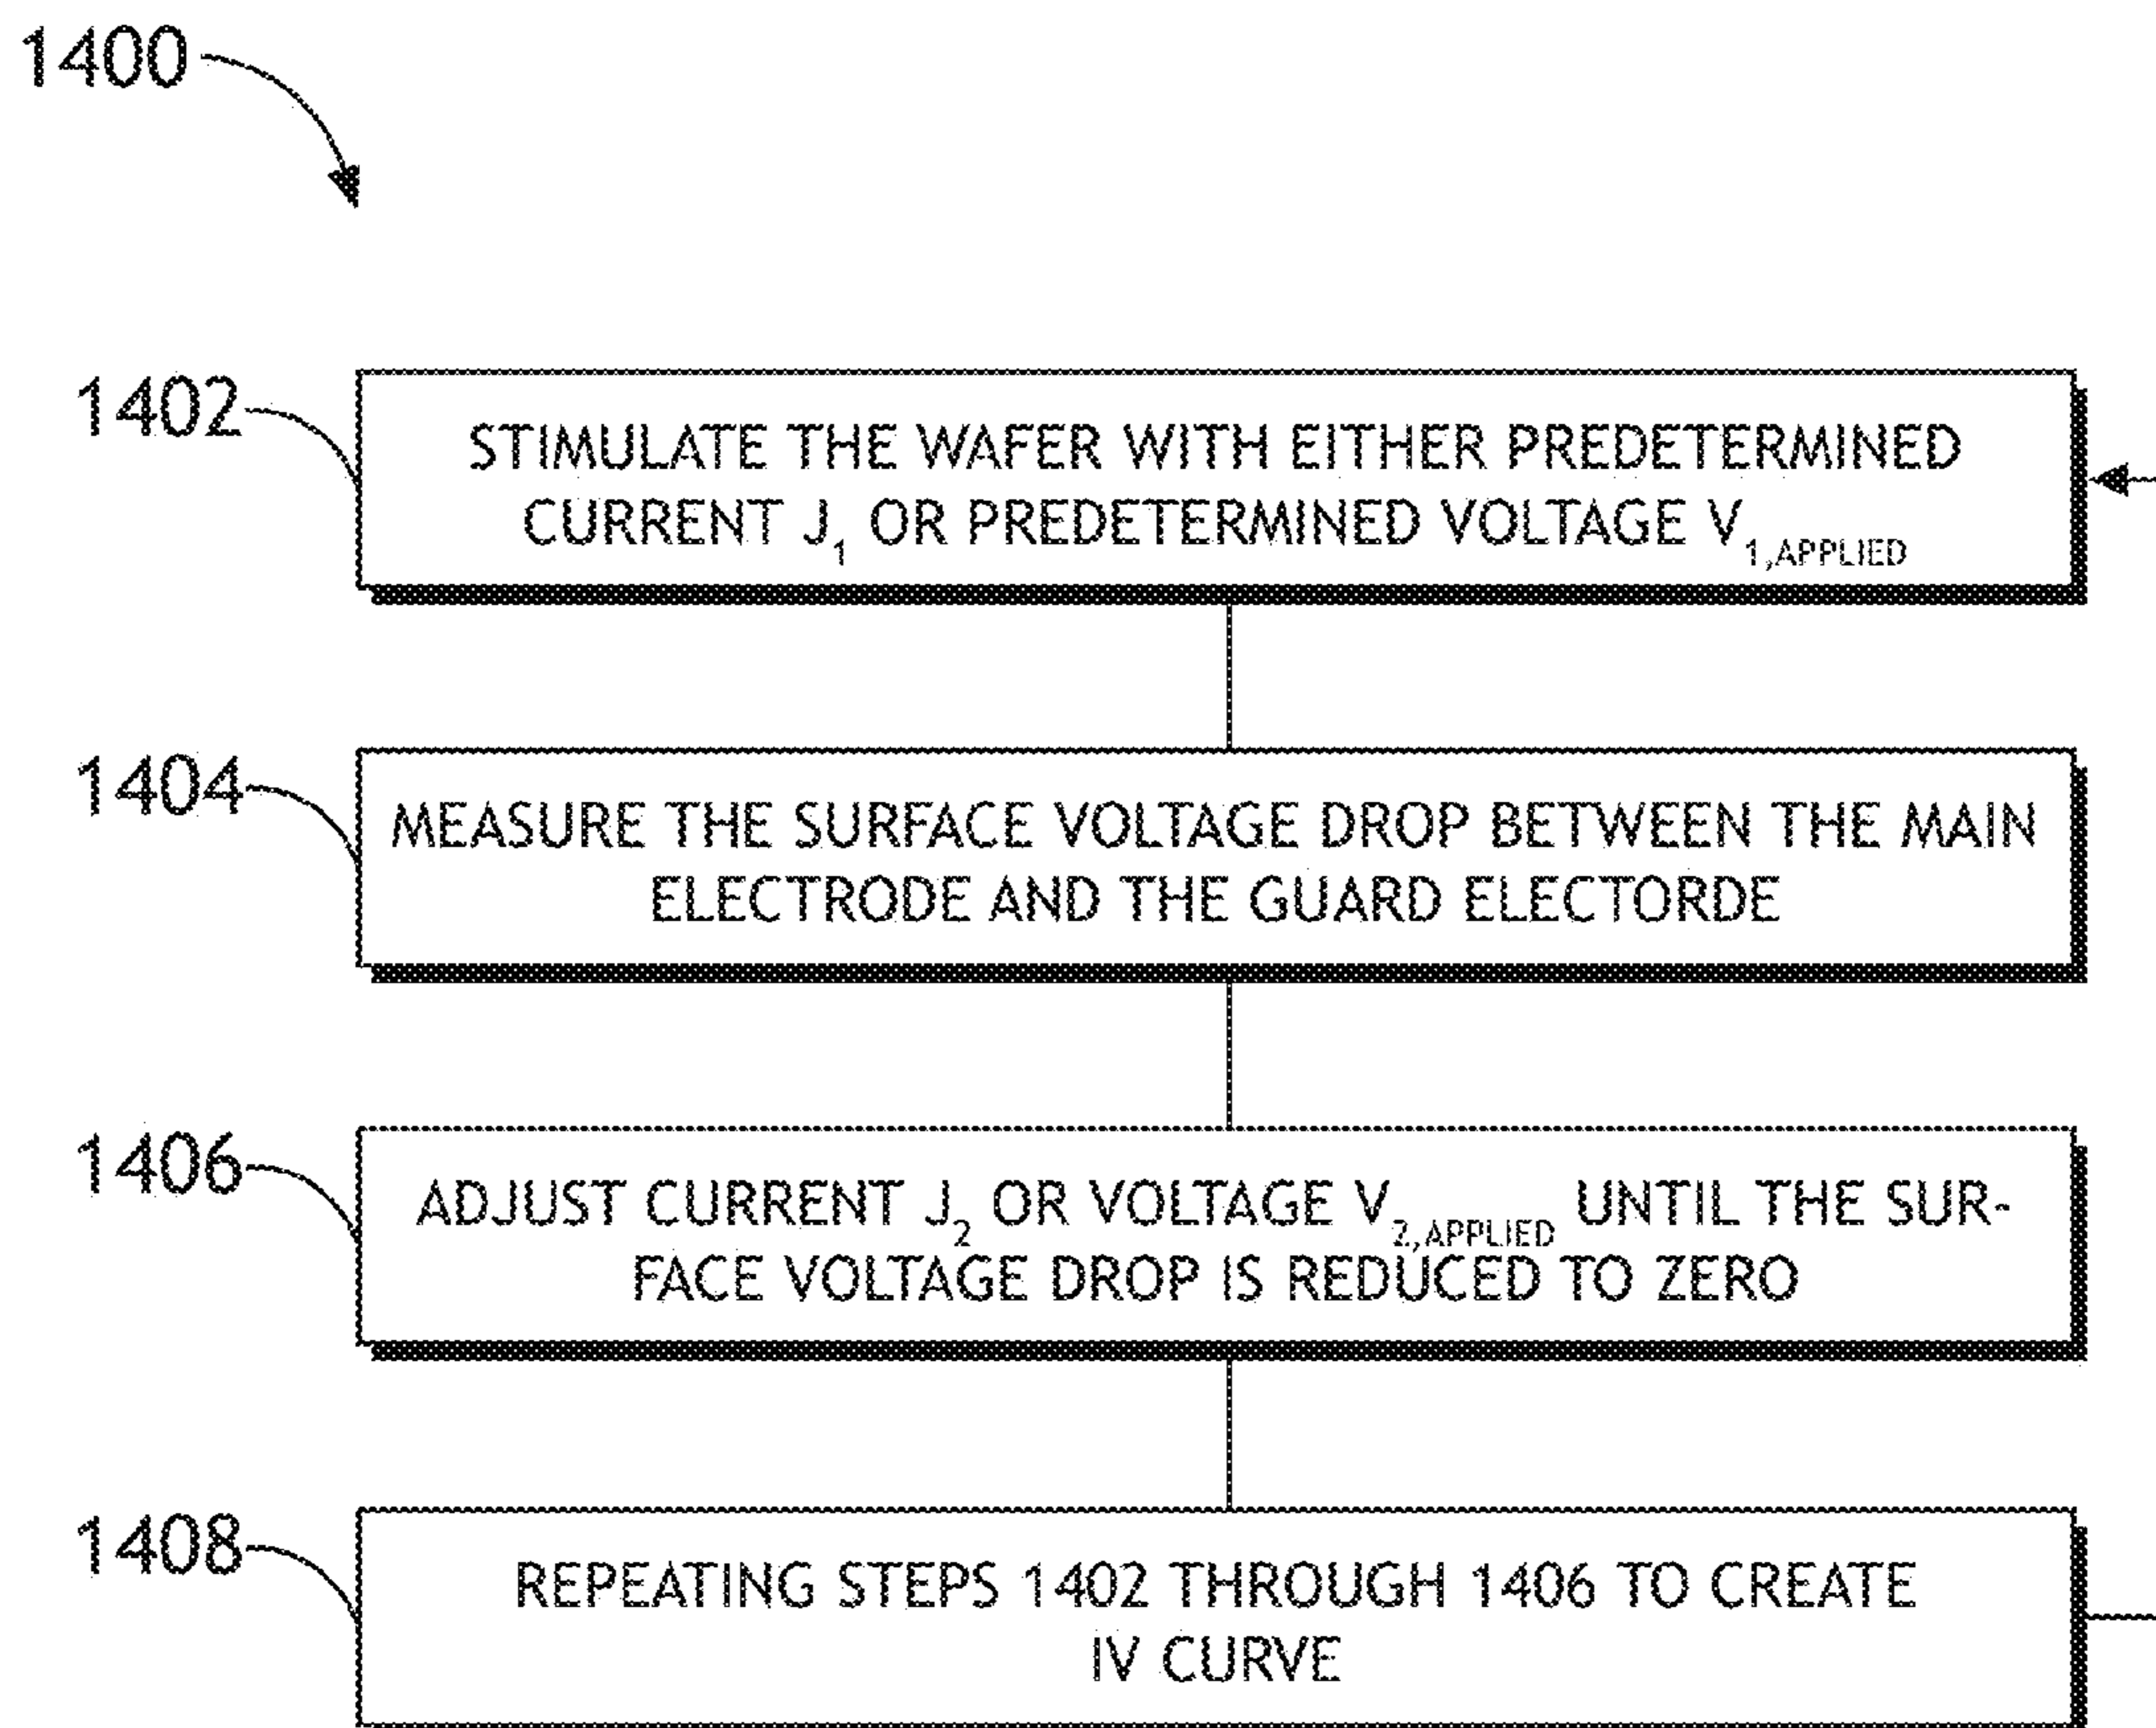 1400
1402
STIMULATE THE WAFER WITH EITHER PREDETERMINED
CURRENT J1 OR PREDETERMINED VOLTAGE V1,APPLIED
1404
MEASURE THE SURFACE VOLTAGE DROP BETWEEN THE MAIN
ELECTRODE AND THE GUARD ELECTORDE
1406
ADJUST CURRENT J2 OR VOLTAGE V2,APPLIED UNTIL THE SUR-
FACE VOLTAGE DROP IS REDUCED TO ZERO
1408
REPEATING STEPS 1402 THROUGH 1406 TO CREATE
IV CURVE